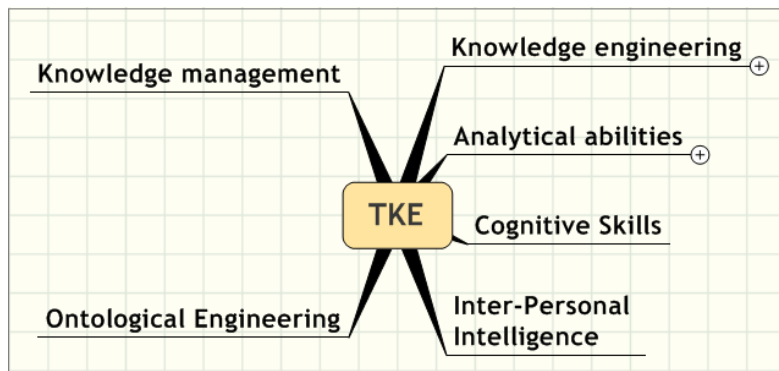 Knowledge engineering
Knowledge management
Analytical abilities
TKE
Cognitive Skills
Inter-Personal
Intelligence
Ontological Engineering